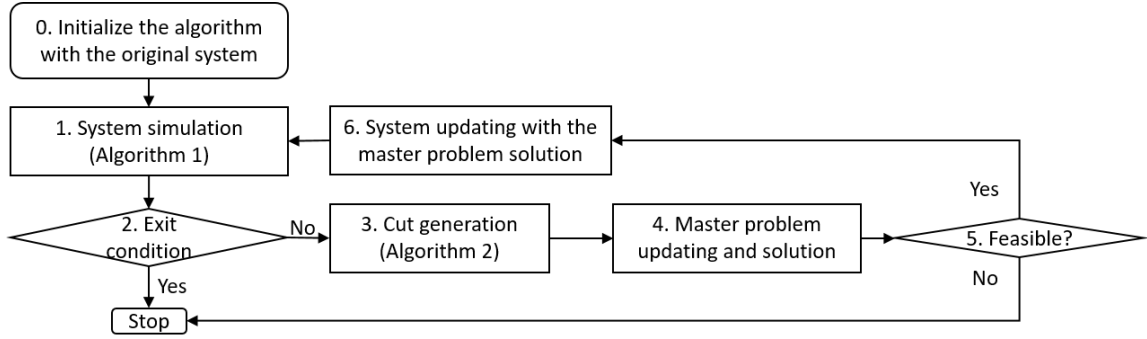 0. Initialize the algorithm
with the original system
1. System simulation
(Algorithm 1)
6. System updating with the
master problem solution
Yes
2. Exit
condition
No
3. Cut generation
(Algorithm 2)
4. Master problem
updating and solution
5. Feasible?
No
Yes
Stop